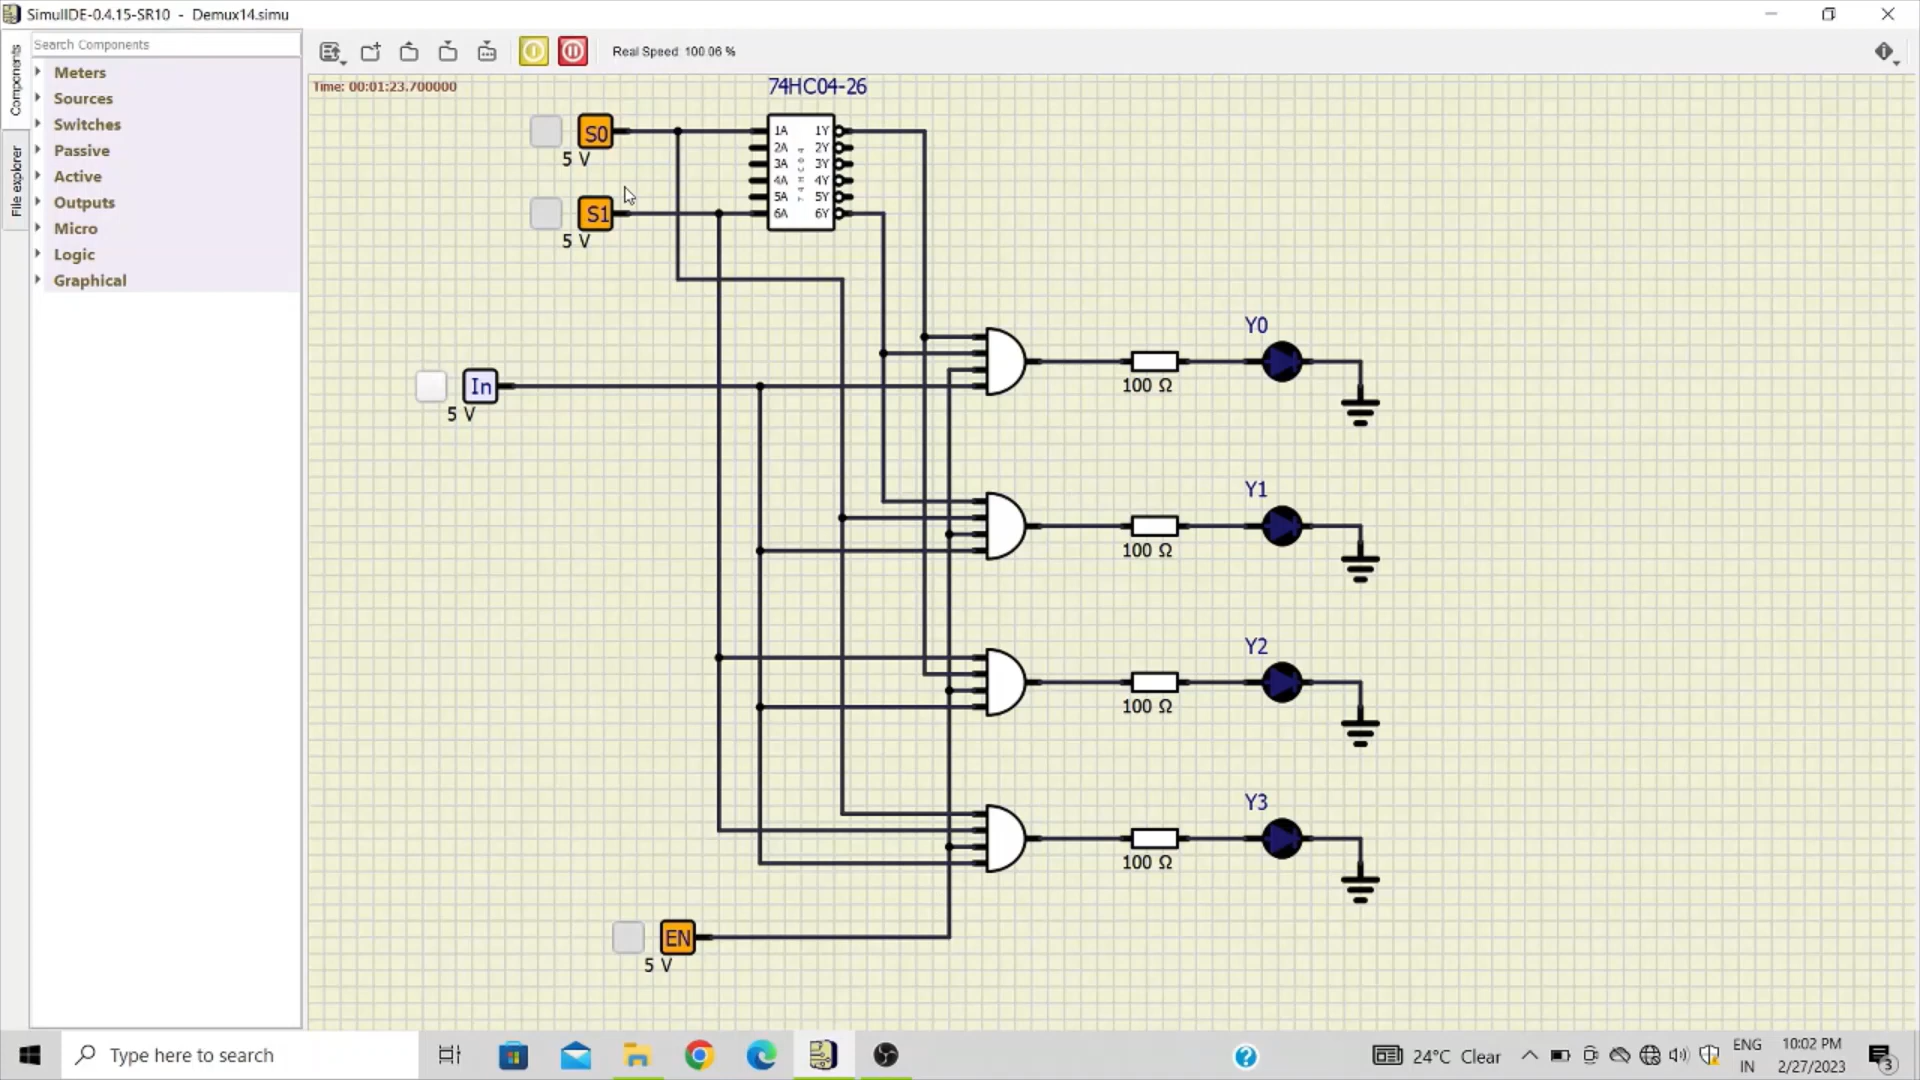 SimulIDE-0.4.15-SR10 - Demux14.simu
Search Components
Real Speed: 100.06 %
Components
File explorer
Meters
Sources
Switches
Passive
Active
Outputs
Micro
Logic
Graphical
Time: 00:01:23.700000
74HC04-26
S0
5 V
S1
5 V
1A 1Y
2A 2Y
3A 3Y
4A 4Y
5A 5Y
6A 6Y
74HC04
In
5 V
Y0
100 Ω
Y1
100 Ω
Y2
100 Ω
Y3
100 Ω
EN
5 V
Type here to search
24°C Clear
ENG
IN
10:02 PM
2/27/2023
3